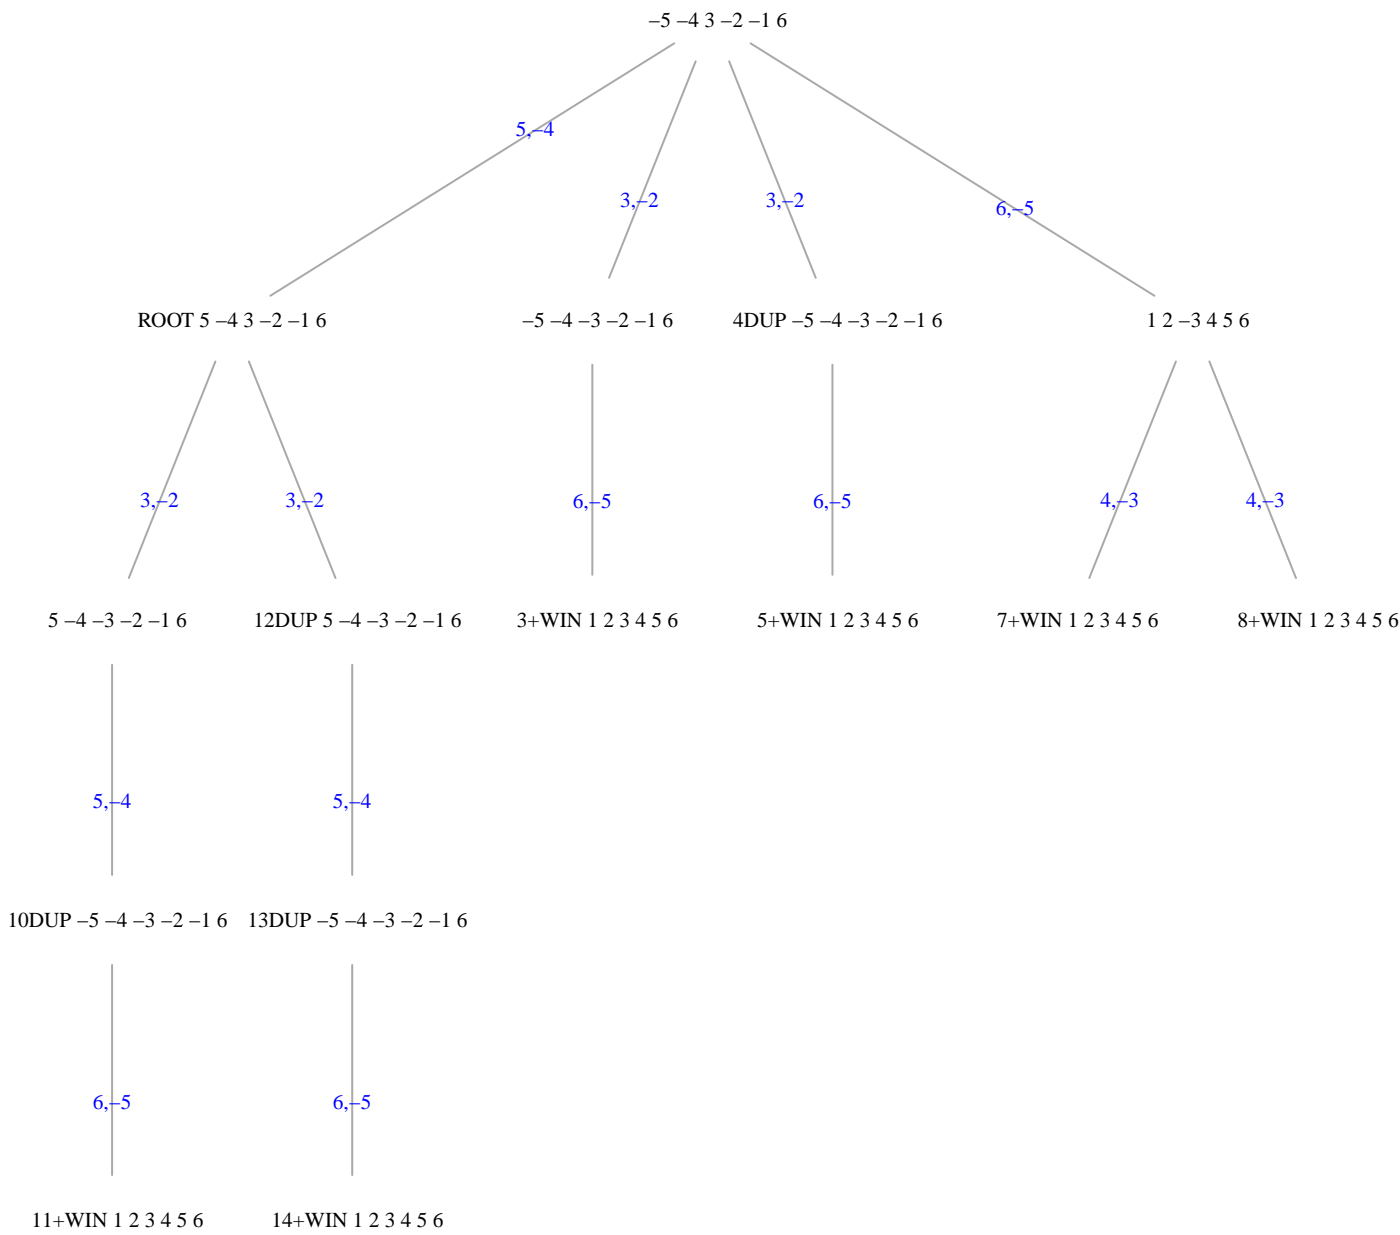 –5 –4 3 –2 –1 6
5,–4
3,–2
3,–2
6,–5
ROOT 5 –4 3 –2 –1 6
–5 –4 –3 –2 –1 6
4DUP –5 –4 –3 –2 –1 6
1 2 –3 4 5 6
3,–2
3,–2
6,–5
6,–5
4,–3
4,–3
5 –4 –3 –2 –1 6
12DUP 5 –4 –3 –2 –1 6
3+WIN 1 2 3 4 5 6
5+WIN 1 2 3 4 5 6
7+WIN 1 2 3 4 5 6
8+WIN 1 2 3 4 5 6
5,–4
5,–4
10DUP –5 –4 –3 –2 –1 6
13DUP –5 –4 –3 –2 –1 6
6,–5
6,–5
11+WIN 1 2 3 4 5 6
14+WIN 1 2 3 4 5 6